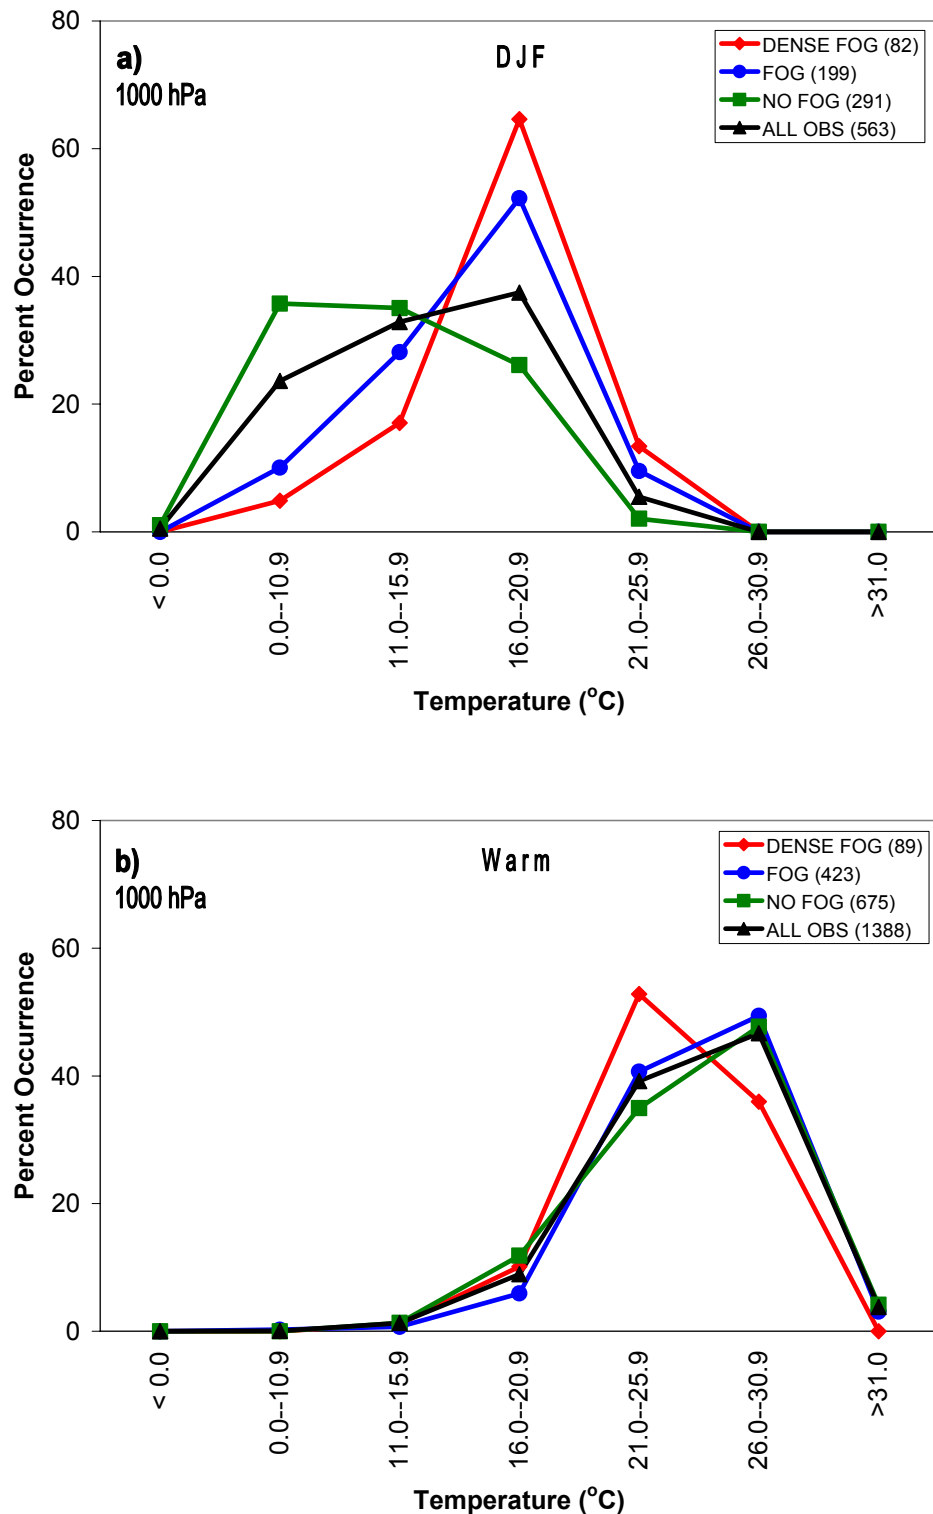 a)
DJF
1000 hPa
DENSE FOG (82)
FOG (199)
NO FOG (291)
ALL OBS (563)
Percent Occurrence
80
60
40
20
0
< 0.0
0.0--10.9
11.0--15.9
16.0--20.9
21.0--25.9
26.0--30.9
>31.0
Temperature (°C)
b)
Warm
1000 hPa
DENSE FOG (89)
FOG (423)
NO FOG (675)
ALL OBS (1388)
Percent Occurrence
80
60
40
20
0
< 0.0
0.0--10.9
11.0--15.9
16.0--20.9
21.0--25.9
26.0--30.9
>31.0
Temperature (°C)